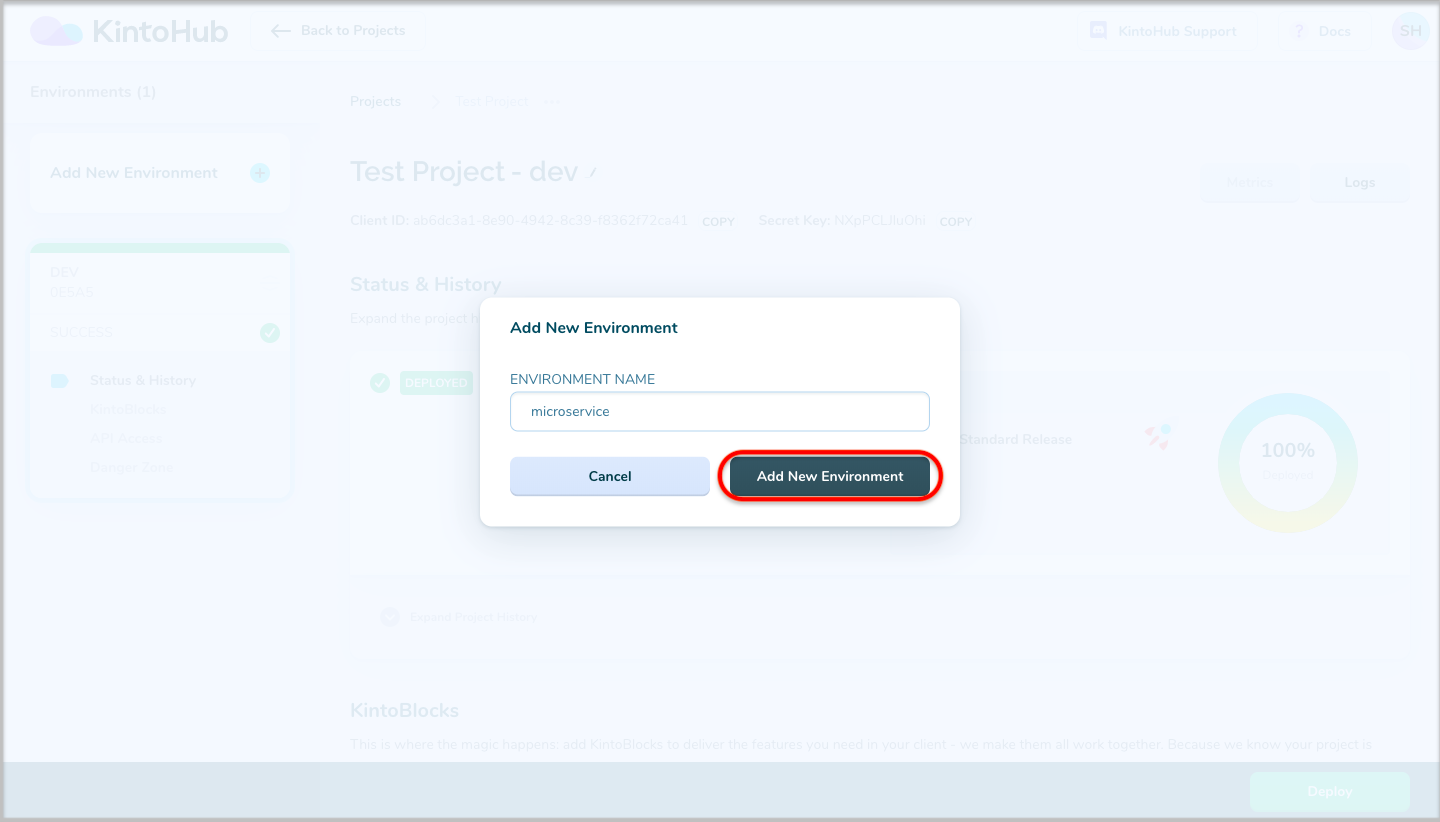 KintoHub
Back to Projects
KintoHub Support
? Docs
SH
Environments (1)
Projects
Test Project
Add New Environment
Test Project - dev
Metrics
Logs
Client ID: ab6dc3a1-8e90-4942-8c39-f8362f72ca41 COPY Secret Key: COPY
DEV
0E5A5
SUCCESS
Status & History
KintoBlocks
API Access
Danger Zone
Status & History
Expand the project
DEPLOYED
Standard Release
100%
Deployed
Add New Environment
ENVIRONMENT NAME
microservice
Cancel
Add New Environment
Expand Project History
KintoBlocks
This is where the magic happens, add KintoBlocks to deliver the features you need in your client - we make them all work together. Because we know your project is
Deploy